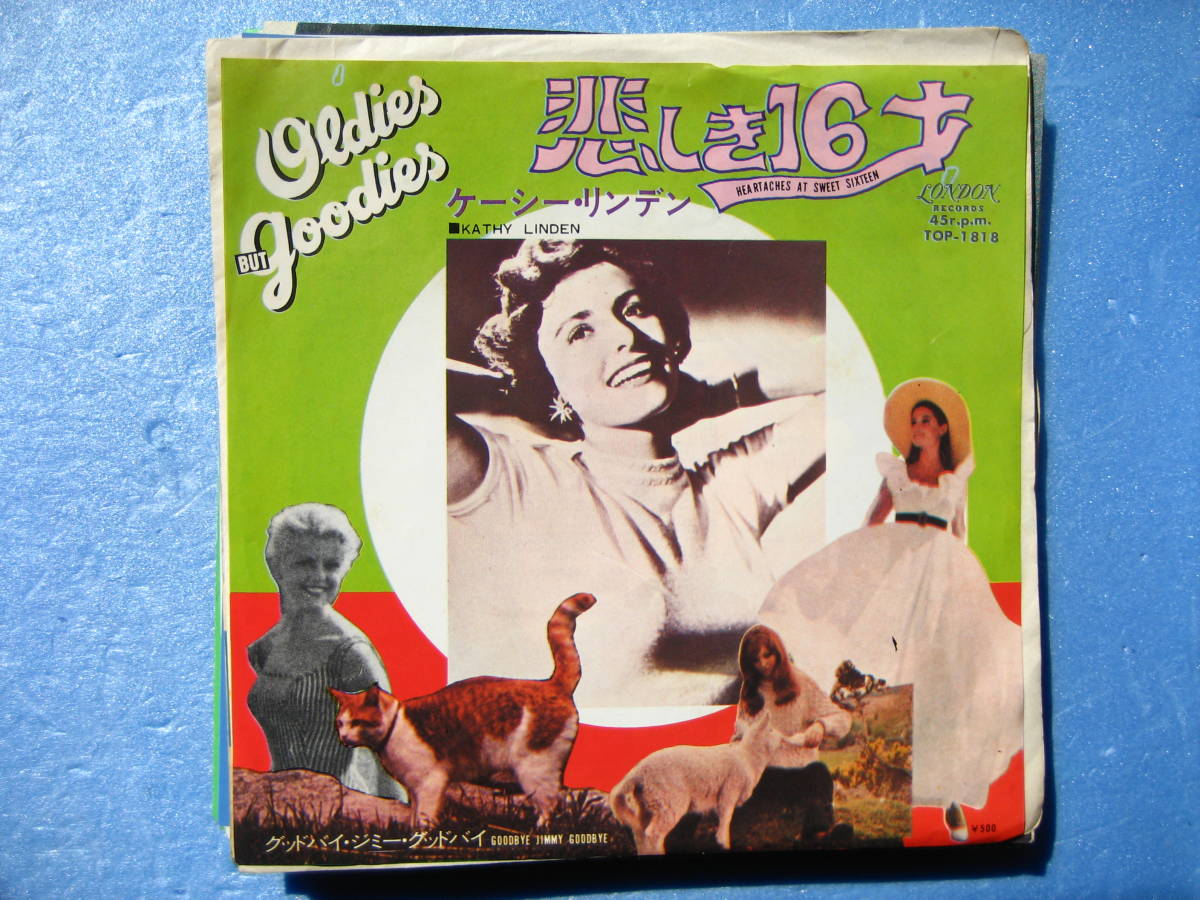 Oldies
BUT goodies
悲しき16才
HEARTACHES AT SWEET SIXTEEN
ケーシー・リンデン
■KATHY LINDEN
LONDON
RECORDS
45r.p.m.
TOP-1818
グッドバイ・ジミー・グッドバイ GOODBYE JIMMY GOODBYE
¥500